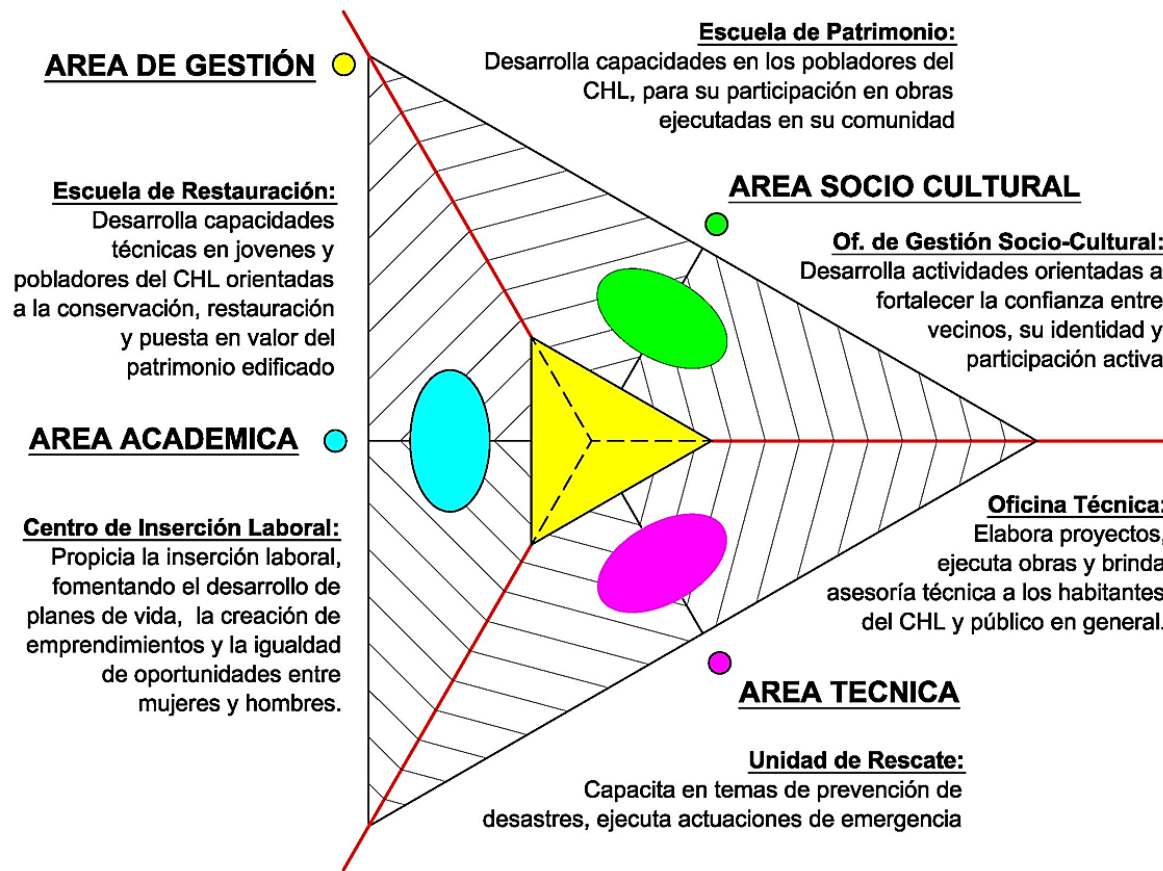 AREA DE GESTIÓN
Escuela de Restauración:
Desarrolla capacidades
técnicas en jovenes y
pobladores del CHL orientadas
a la conservación, restauración
y puesta en valor del
patrimonio edificado
AREA ACADEMICA
Centro de Inserción Laboral:
Propicia la inserción laboral,
fomentando el desarrollo de
planes de vida, la creación de
emprendimientos y la igualdad
de oportunidades entre
mujeres y hombres.
Escuela de Patrimonio:
Desarrolla capacidades en los pobladores del
CHL, para su participación en obras
ejecutadas en su comunidad
AREA SOCIO CULTURAL
Of. de Gestión Socio-Cultural:
Desarrolla actividades orientadas a
fortalecer la confianza entre
vecinos, su identidad y
participación activa
Oficina Técnica:
Elabora proyectos,
ejecuta obras y brinda
asesoría técnica a los habitantes
del CHL y público en general.
AREA TECNICA
Unidad de Rescate:
Capacita en temas de prevención de
desastres, ejecuta actuaciones de emergencia